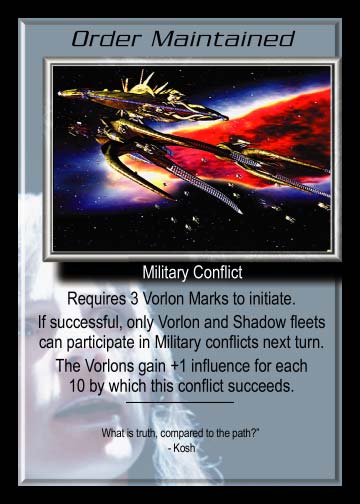 Order Maintained
Military Conflict
Requires 3 Vorlon Marks to initiate.
If successful, only Vorlon and Shadow fleets
can participate in Military conflicts next turn.
The Vorlons gain +1 influence for each
10 by which this conflict succeeds.
What is truth, compared to the path?"
- Kosh